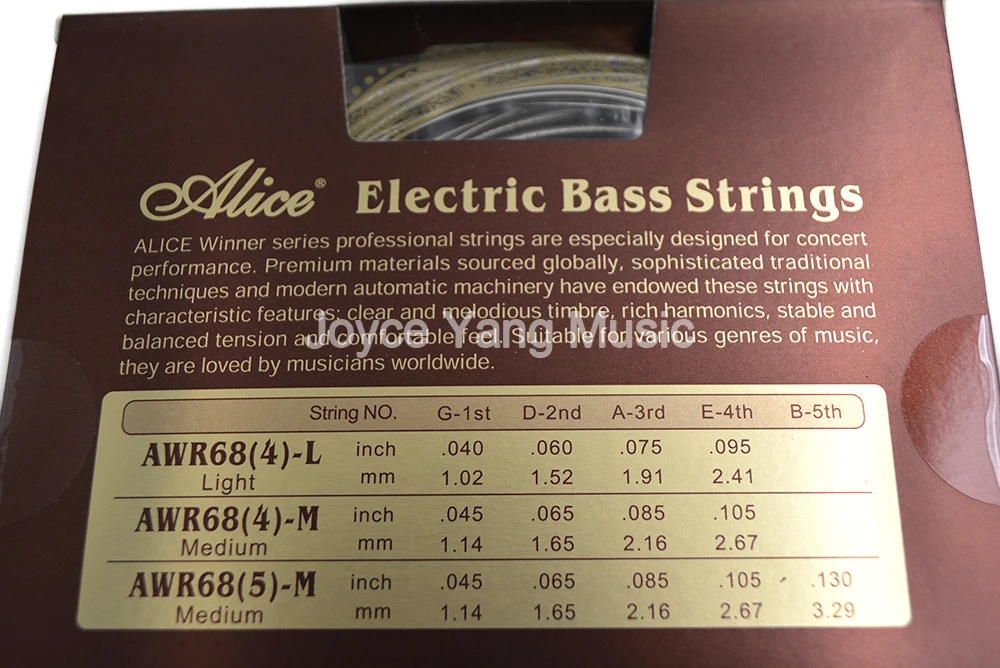 Alice® Electric Bass Strings
ALICE Winner series professional strings are especially designed for concert
performance. Premium materials sourced globally, sophisticated traditional
techniques and modern automatic machinery have endowed these strings with
characteristic features: clear and melodious timbre, rich harmonics, stable and
Joyce Yang Music
balanced tension and comfortable feel. Suitable for various genres of music,
they are loved by musicians worldwide.
String NO. G-1st D-2nd A-3rd E-4th B-5th
AWR68(4)-L inch .040 .060 .075 .095
Light mm 1.02 1.52 1.91 2.41
AWR68(4)-M inch .045 .065 .085 .105
Medium mm 1.14 1.65 2.16 2.67
AWR68(5)-M inch .045 .065 .085 .105 .130
Medium mm 1.14 1.65 2.16 2.67 3.29